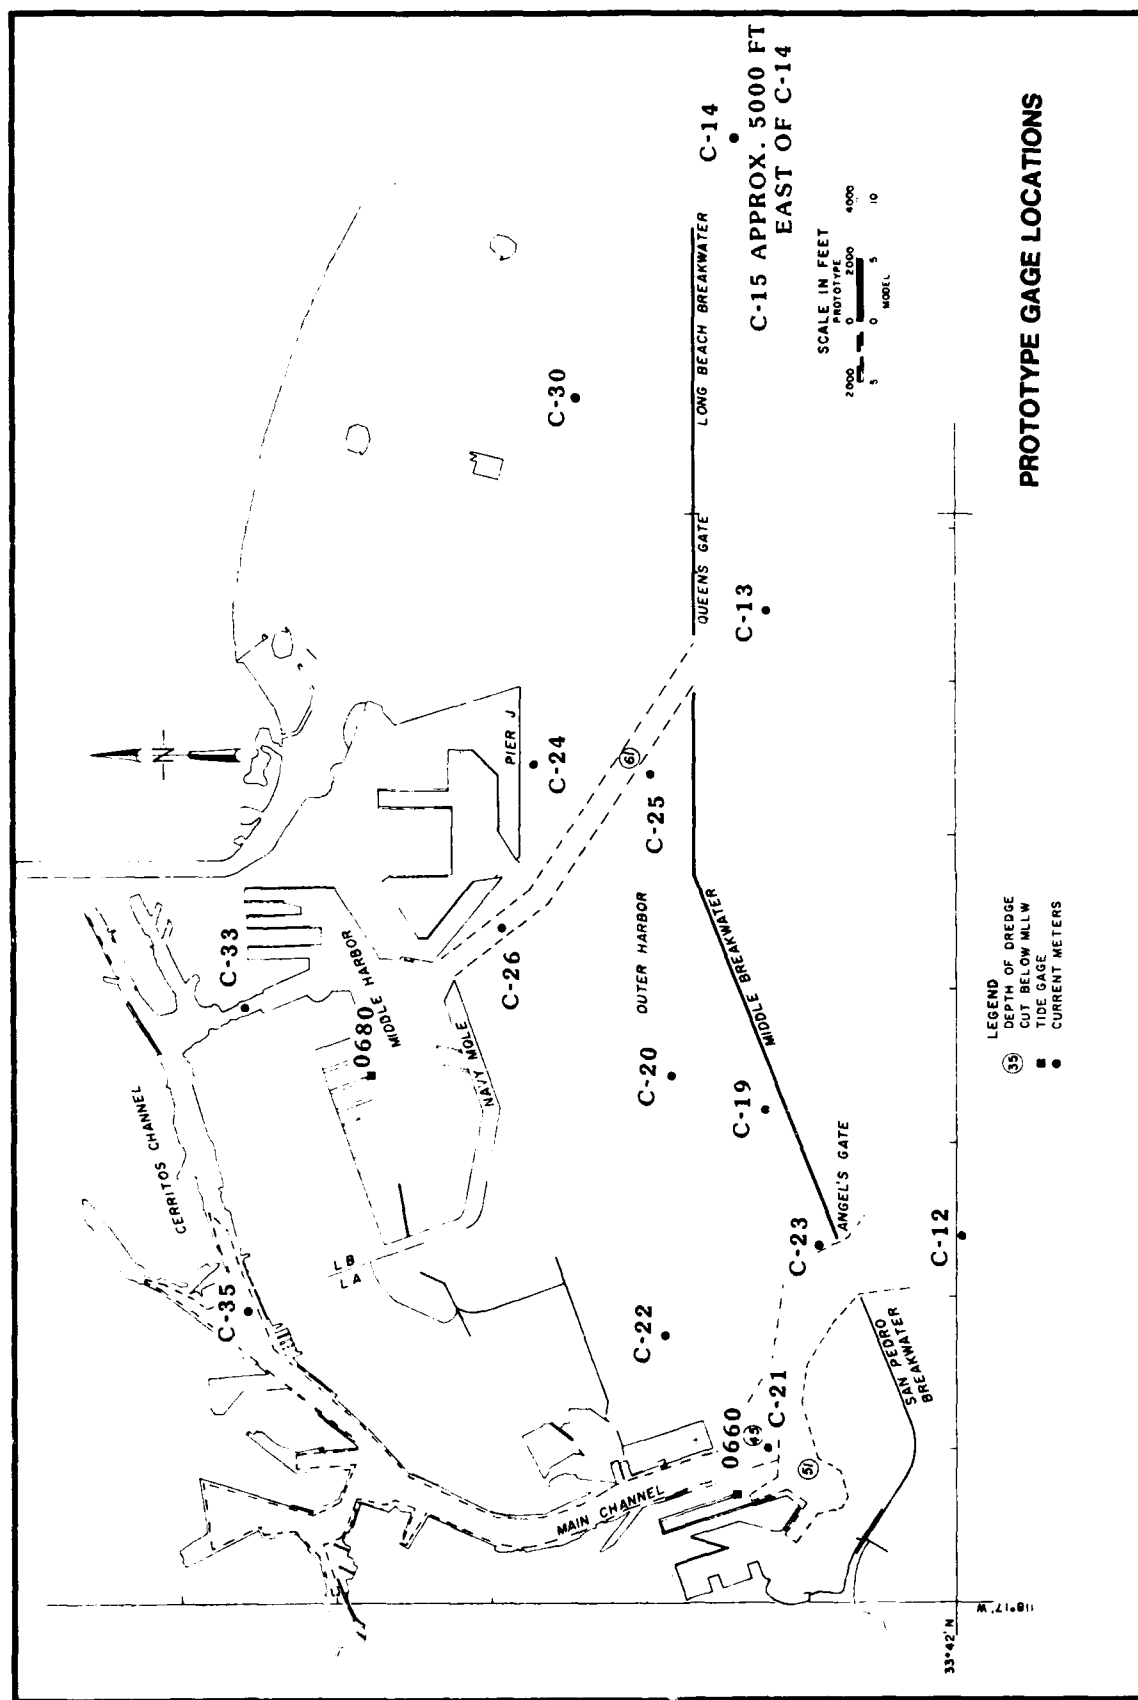 CERRITOS CHANNEL
C-33
C-35
0680
MIDDLE HARBOR
L B
L A
NAVY MOLE
C-26
PIER J
C-24
N
C-30
C-14
C-15 APPROX. 5000 FT
EAST OF C-14
C-22
C-20
OUTER HARBOR
C-25
61
QUEEN'S GATE
LONG BEACH BREAKWATER
C-13
MAIN CHANNEL
0660
45
C-21
51
C-19
MIDDLE BREAKWATER
C-23
ANGEL'S GATE
C-12
SAN PEDRO
BREAKWATER
SCALE IN FEET
PROTOTYPE
2000 0 2000 4000
5 0 5 10
MODEL
33°42' N
118°17' W
LEGEND
35 DEPTH OF DREDGE
CUT BELOW MLLW
TIDE GAGE
CURRENT METERS
PROTOTYPE GAGE LOCATIONS